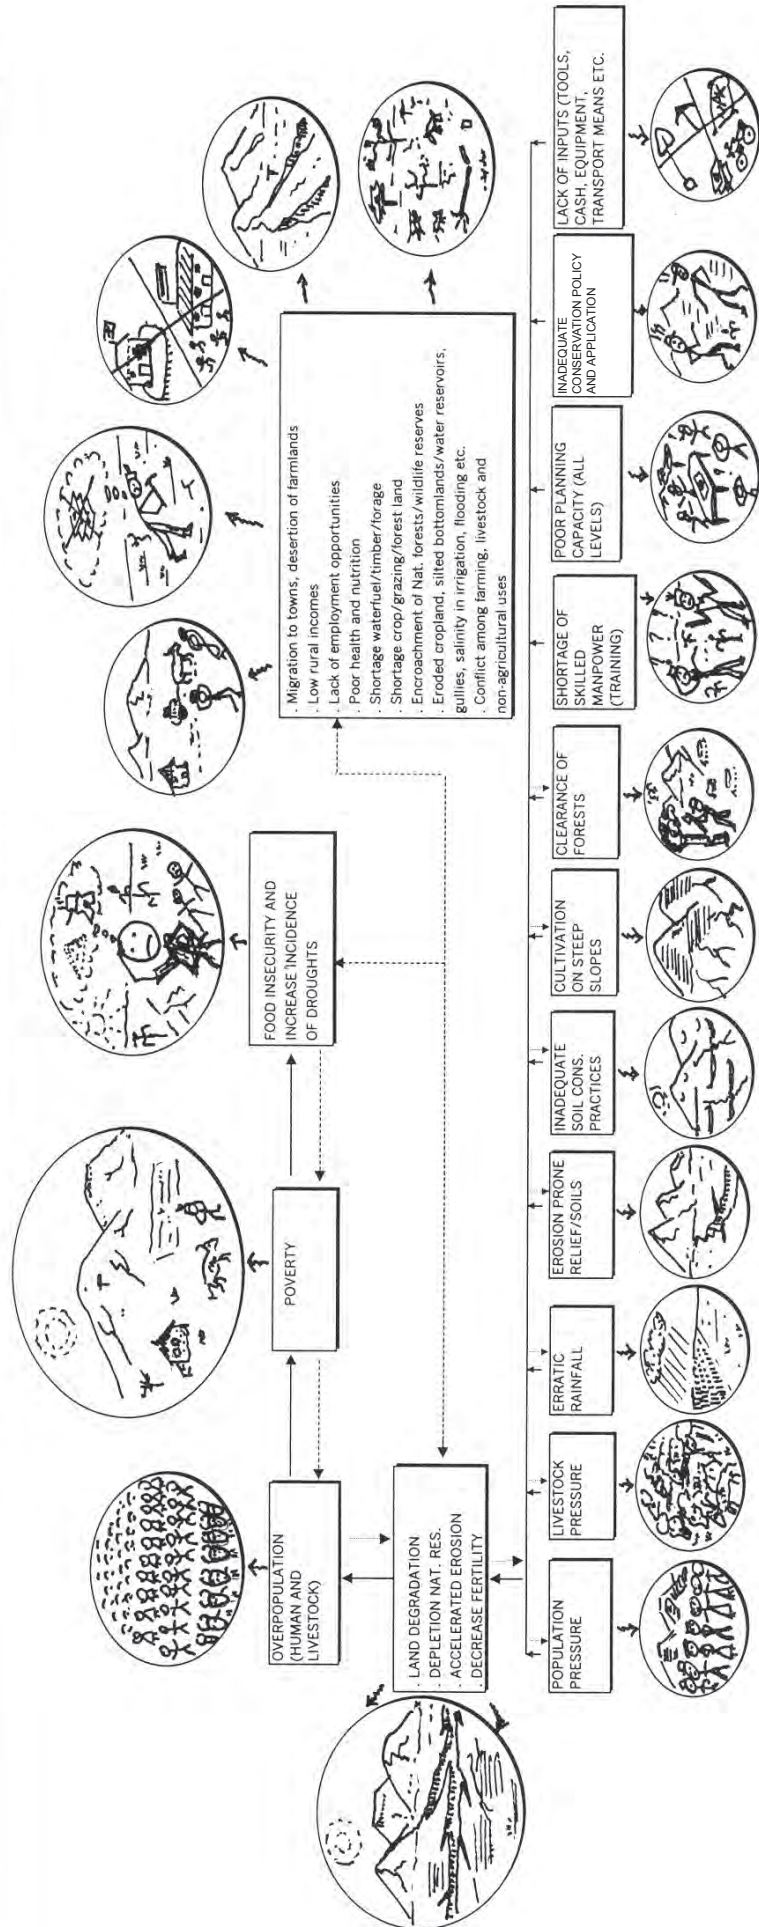 OVERPOPULATION
(HUMAN AND
LIVESTOCK)
POVERTY
FOOD INSECURITY AND
INCREASE INCIDENCE
OF DROUGHTS
. LAND DEGRADATION
. DEPLETION NAT. RES.
. ACCELERATED EROSION
. DECREASE FERTILITY
. Migration to towns, desertion of farmlands
. Low rural incomes
. Lack of employment opportunities
. Poor health and nutrition
. Shortage waterfuel/timber/forage
. Shortage crop/grazing/forest land
. Encroachment of Nat. forests/wildlife reserves
. Eroded cropland, silted bottomlands/water reservoirs,
gullies, salinity in irrigation, flooding etc.
. Conflict among farming, livestock and
non-agricultural uses
POPULATION
PRESSURE
LIVESTOCK
PRESSURE
ERRATIC
RAINFALL
EROSION PRONE
RELIEF/SOILS
INADEQUATE
SOIL CONS.
PRACTICES
CULTIVATION
ON STEEP
SLOPES
CLEARANCE OF
FORESTS
SHORTAGE OF
SKILLED
MANPOWER
(TRAINING)
POOR PLANNING
CAPACITY (ALL
LEVELS)
INADEQUATE
CONSERVATION POLICY
AND APPLICATION
LACK OF INPUTS (TOOLS,
CASH, EQUIPMENT,
TRANSPORT MEANS ETC.